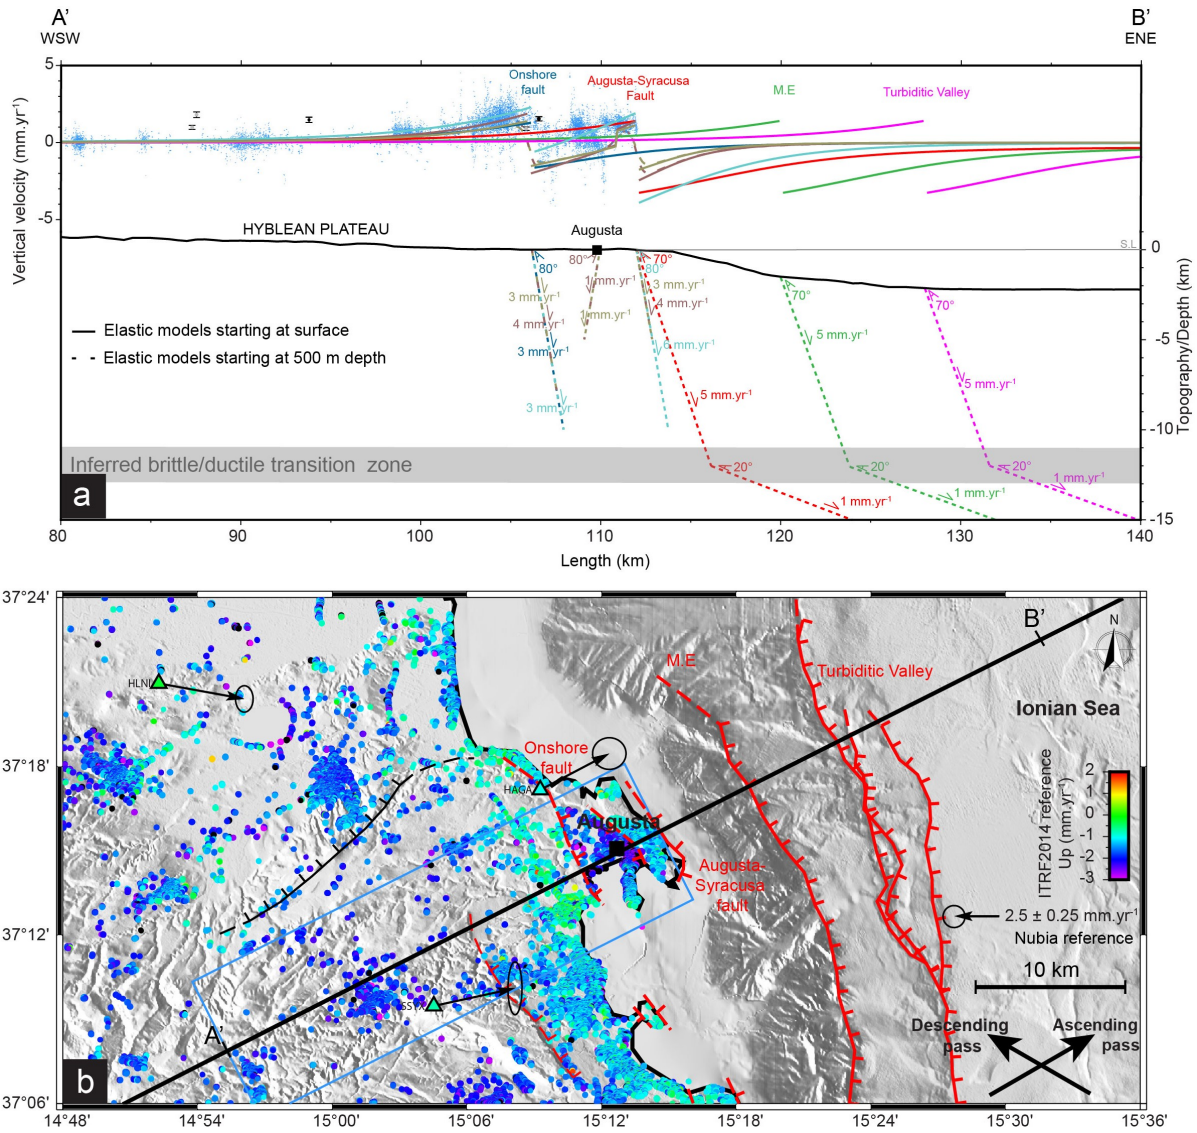 A’
WSW
B’
ENE
5
0
-5
Vertical velocity (mm.yr⁻¹)
Onshore
fault
Augusta-Syracusa
Fault
M.E
Turbiditic Valley
HYBLEAN PLATEAU
Augusta
S.L
0
-5
-10
-15
Topography/Depth (km)
80°
80°
70°
80°
70°
70°
3 mm.yr⁻¹
4 mm.yr⁻¹
3 mm.yr⁻¹
3 mm.yr⁻¹
1 mm.yr⁻¹
1 mm.yr⁻¹
3 mm.yr⁻¹
4 mm.yr⁻¹
6 mm.yr⁻¹
5 mm.yr⁻¹
5 mm.yr⁻¹
5 mm.yr⁻¹
Elastic models starting at surface
Elastic models starting at 500 m depth
Inferred brittle/ductile transition zone
20°
20°
20°
1 mm.yr⁻¹
1 mm.yr⁻¹
1 mm.yr⁻¹
a
80
90
100
110
120
130
140
Length (km)
37°24'
37°18'
37°12'
37°06'
B’
N
M.E
Turbiditic Valley
HLNI
Ionian Sea
Onshore
fault
HAGA
Augusta
Augusta-
Syracusa
fault
ITRF2014 reference
Up (mm.yr⁻¹)
2
1
0
-1
-2
-3
2.5 ± 0.25 mm.yr⁻¹
Nubia reference
10 km
A’
Descending
pass
Ascending
pass
b
14°48'
14°54'
15°00'
15°06'
15°12'
15°18'
15°24'
15°30'
15°36'